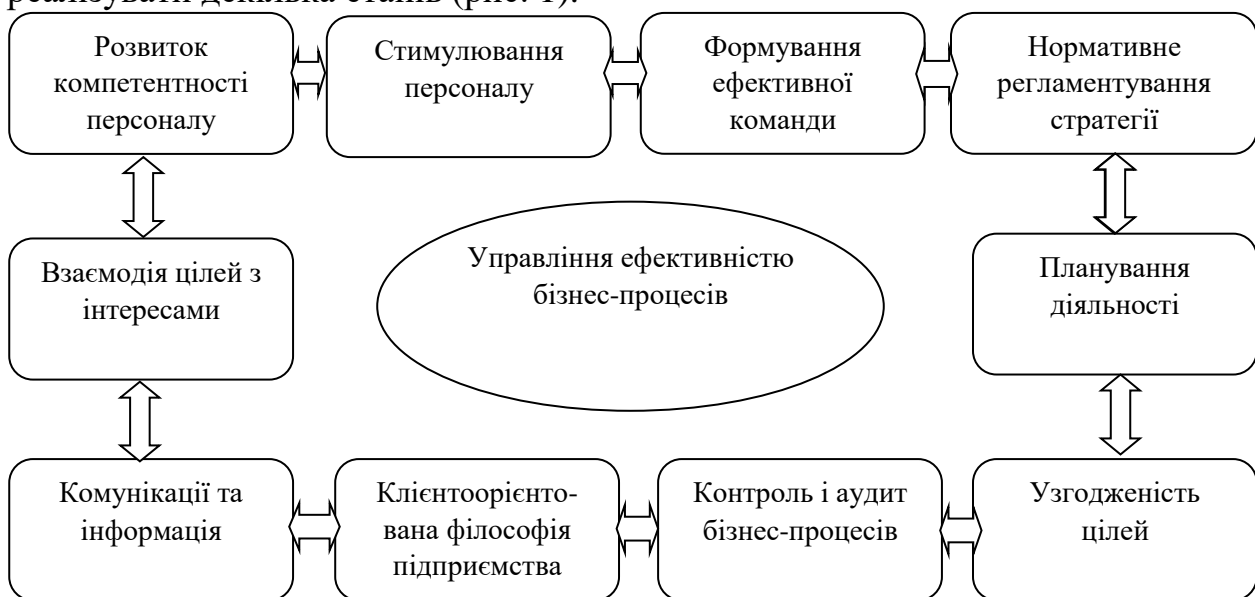 реалізувати декілька етапів (рис. 1).
Розвиток
компетентності
персоналу
Стимулювання
персоналу
Формування
ефективної
команди
Нормативне
регламентування
стратегії
Взаємодія цілей з
інтересами
Управління ефективністю
бізнес-процесів
Планування
діяльності
Комунікації та
інформація
Клієнтоорієнто-
вана філософія
підприємства
Контроль і аудит
бізнес-процесів
Узгодженість
цілей